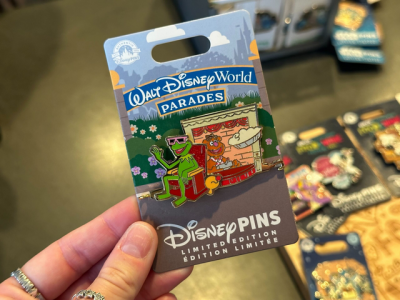 WALT DISNEY World
PARADES
DISNEY PINS
LIMITED EDITION
ÉDITION LIMITÉE